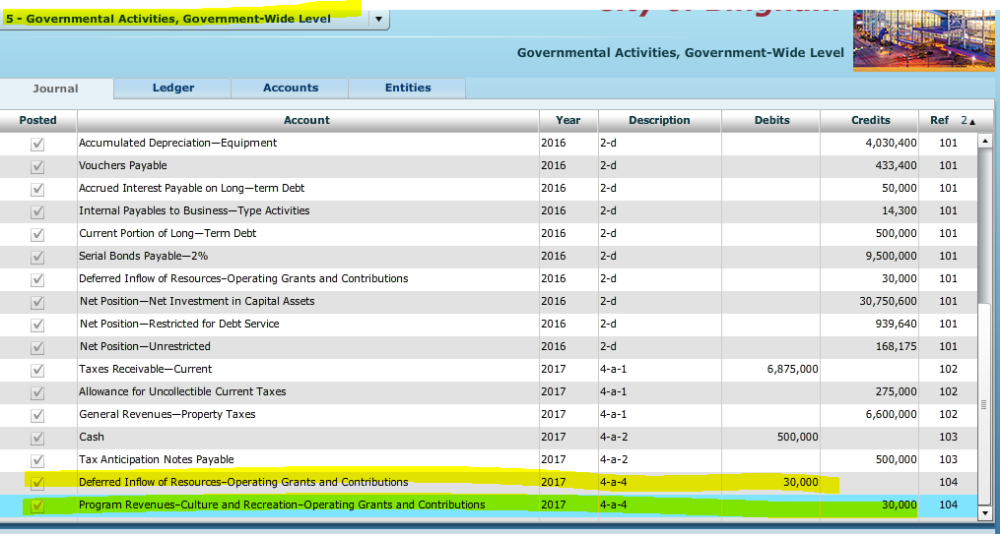 5 - Governmental Activities, Government-Wide Level
Governmental Activities, Government-Wide Level
Journal Ledger Accounts Entities
Posted Account Year Description Debits Credits Ref 2▲
Accumulated Depreciation—Equipment 2016 2-d 4,030,400 101
Vouchers Payable 2016 2-d 433,400 101
Accrued Interest Payable on Long—term Debt 2016 2-d 50,000 101
Internal Payables to Business—Type Activities 2016 2-d 14,300 101
Current Portion of Long—Term Debt 2016 2-d 500,000 101
Serial Bonds Payable—2% 2016 2-d 9,500,000 101
Deferred Inflow of Resources–Operating Grants and Contributions 2016 2-d 30,000 101
Net Position—Net Investment in Capital Assets 2016 2-d 30,750,600 101
Net Position—Restricted for Debt Service 2016 2-d 939,640 101
Net Position—Unrestricted 2016 2-d 168,175 101
Taxes Receivable—Current 2017 4-a-1 6,875,000 102
Allowance for Uncollectible Current Taxes 2017 4-a-1 275,000 102
General Revenues—Property Taxes 2017 4-a-1 6,600,000 102
Cash 2017 4-a-2 500,000 103
Tax Anticipation Notes Payable 2017 4-a-2 500,000 103
Deferred Inflow of Resources–Operating Grants and Contributions 2017 4-a-4 30,000 104
Program Revenues–Culture and Recreation–Operating Grants and Contributions 2017 4-a-4 30,000 104